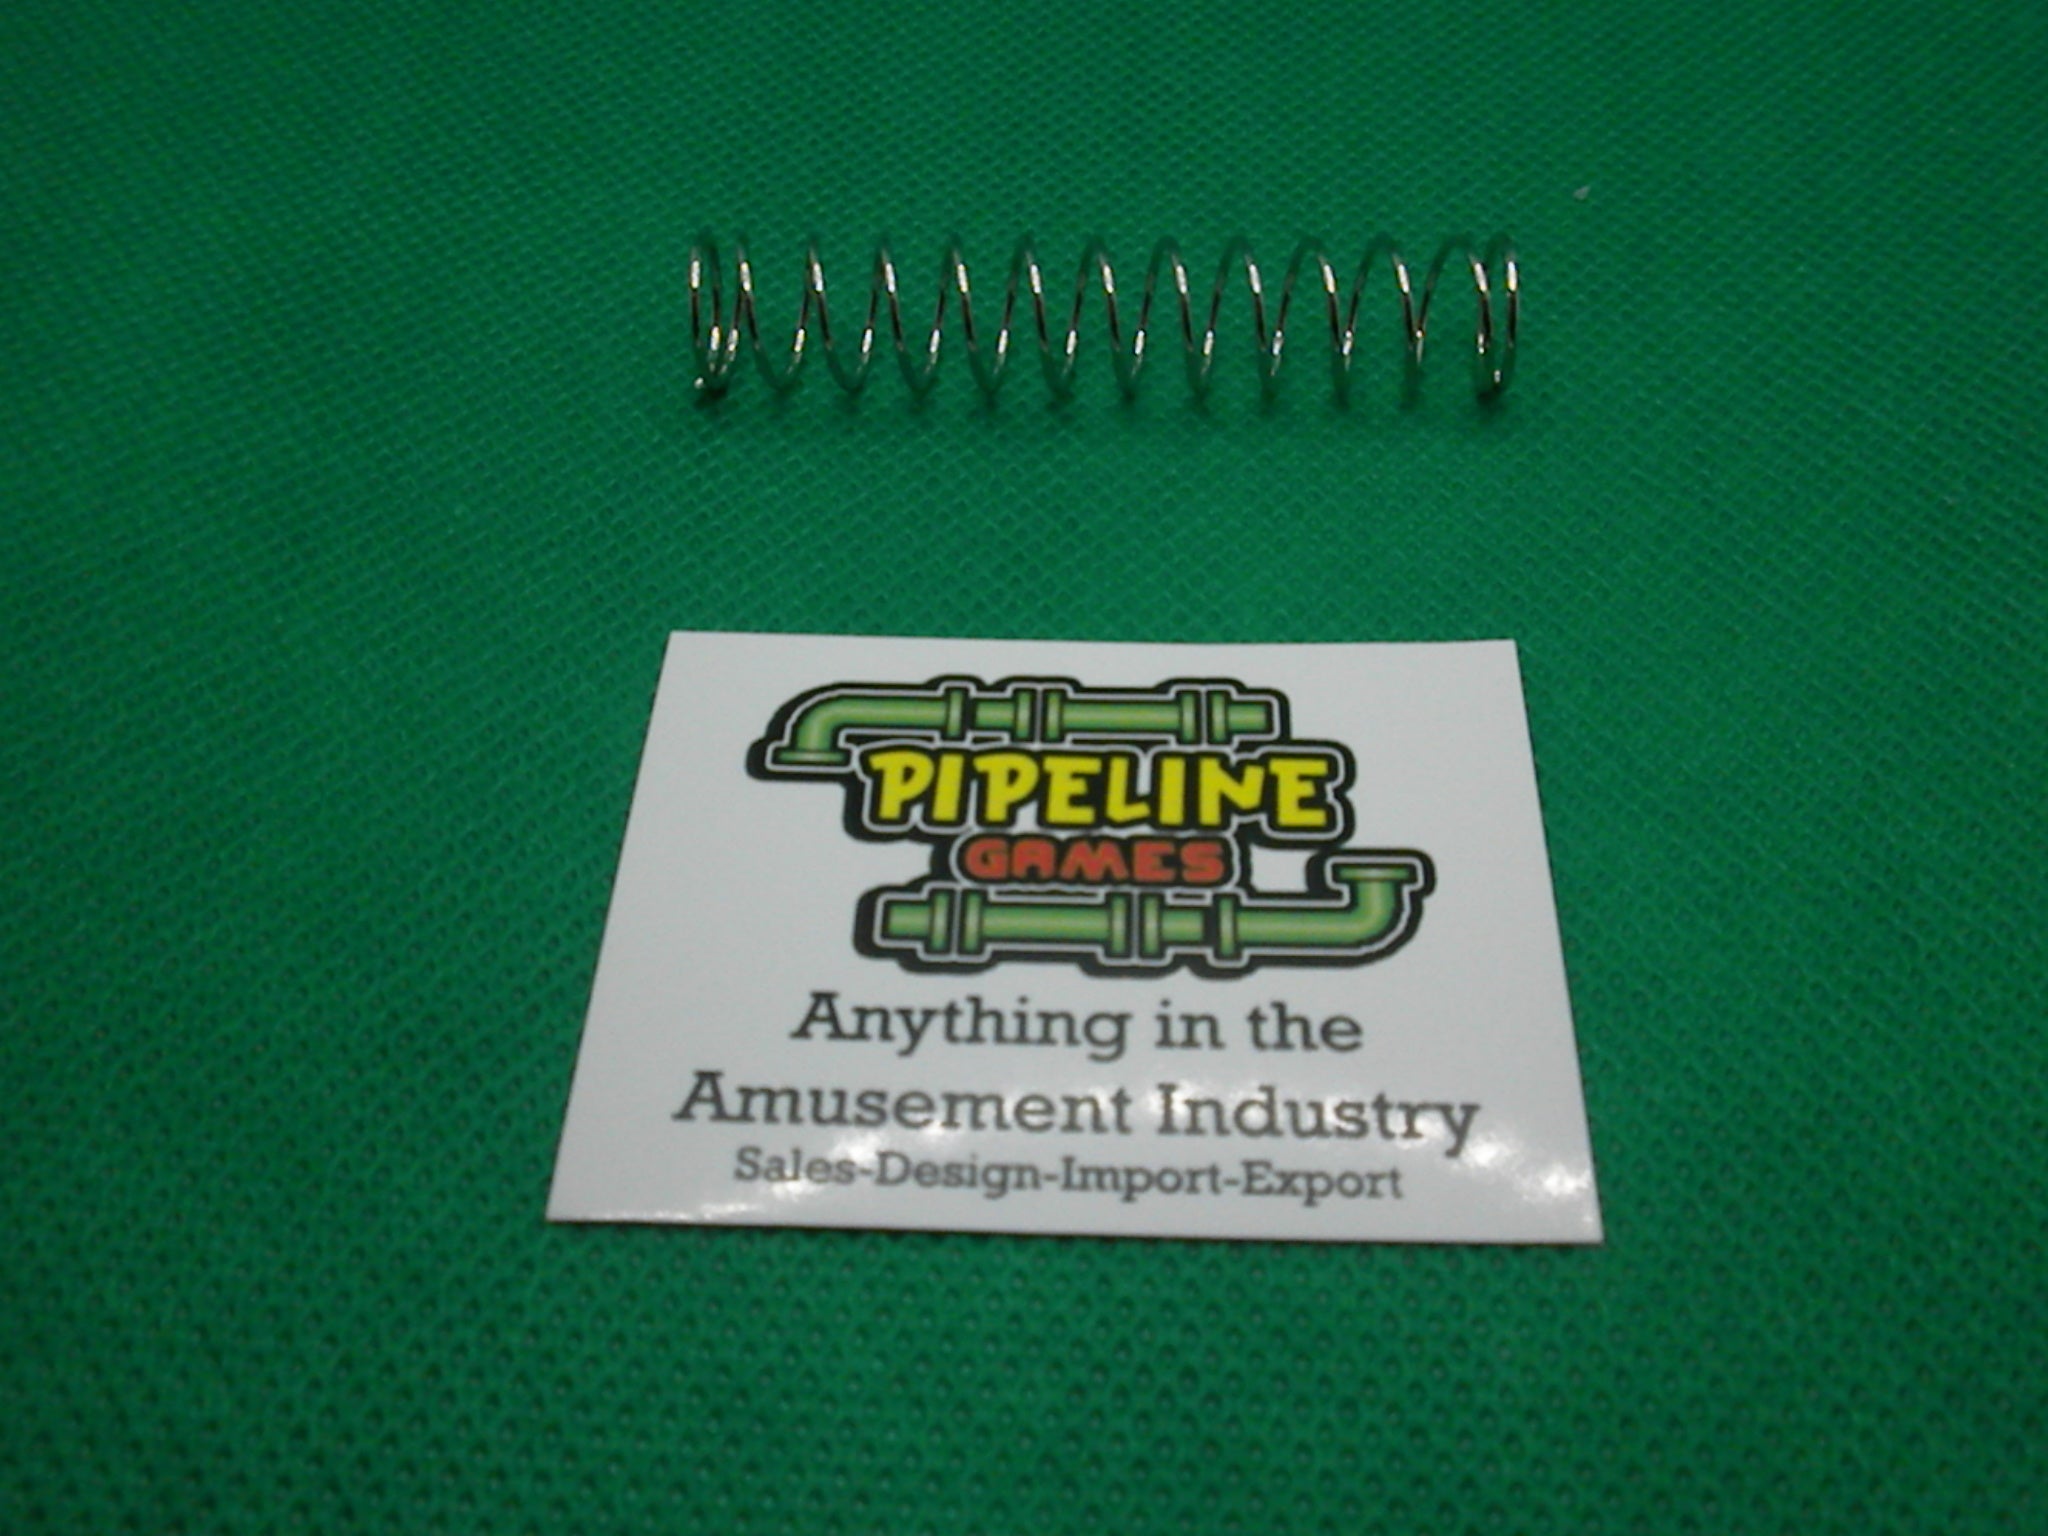 PIPELINE
GAMES
Anything in the
Amusement Industry
Sales-Design-Import-Export